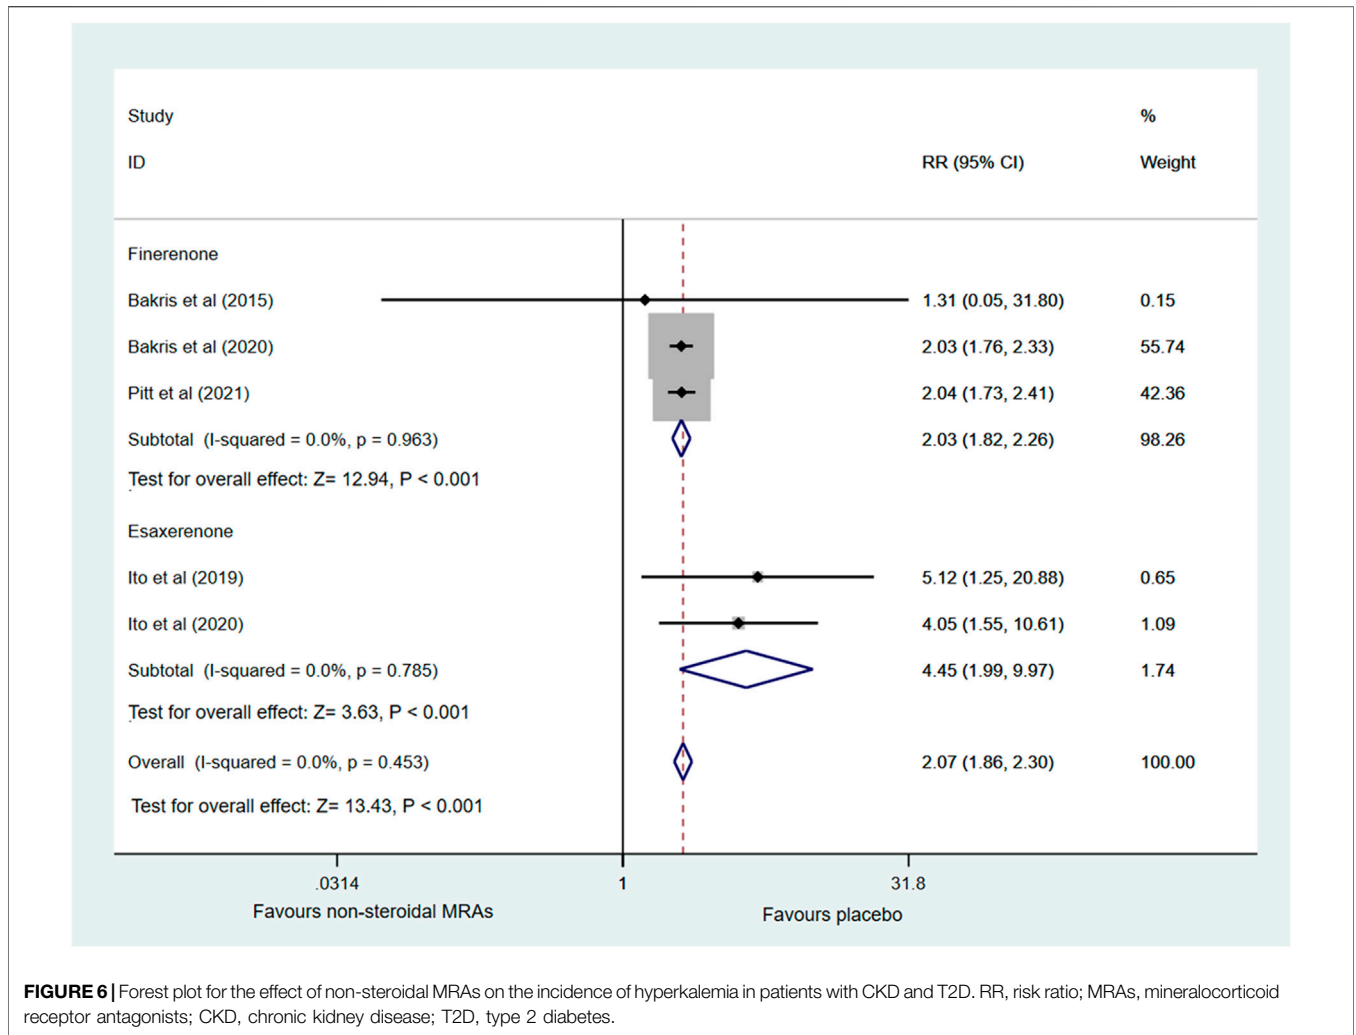 Study %
ID RR (95% CI) Weight
Finerenone
Bakris et al (2015) 1.31 (0.05, 31.80) 0.15
Bakris et al (2020) 2.03 (1.76, 2.33) 55.74
Pitt et al (2021) 2.04 (1.73, 2.41) 42.36
Subtotal (I-squared = 0.0%, p = 0.963) 2.03 (1.82, 2.26) 98.26
Test for overall effect: Z= 12.94, P < 0.001
.
Esaxerenone
Ito et al (2019) 5.12 (1.25, 20.88) 0.65
Ito et al (2020) 4.05 (1.55, 10.61) 1.09
Subtotal (I-squared = 0.0%, p = 0.785) 4.45 (1.99, 9.97) 1.74
Test for overall effect: Z= 3.63, P < 0.001
.
Overall (I-squared = 0.0%, p = 0.453) 2.07 (1.86, 2.30) 100.00
Test for overall effect: Z= 13.43, P < 0.001
.0314 1 31.8
Favours non-steroidal MRAs Favours placebo
FIGURE 6 | Forest plot for the effect of non-steroidal MRAs on the incidence of hyperkalemia in patients with CKD and T2D. RR, risk ratio; MRAs, mineralocorticoid
receptor antagonists; CKD, chronic kidney disease; T2D, type 2 diabetes.